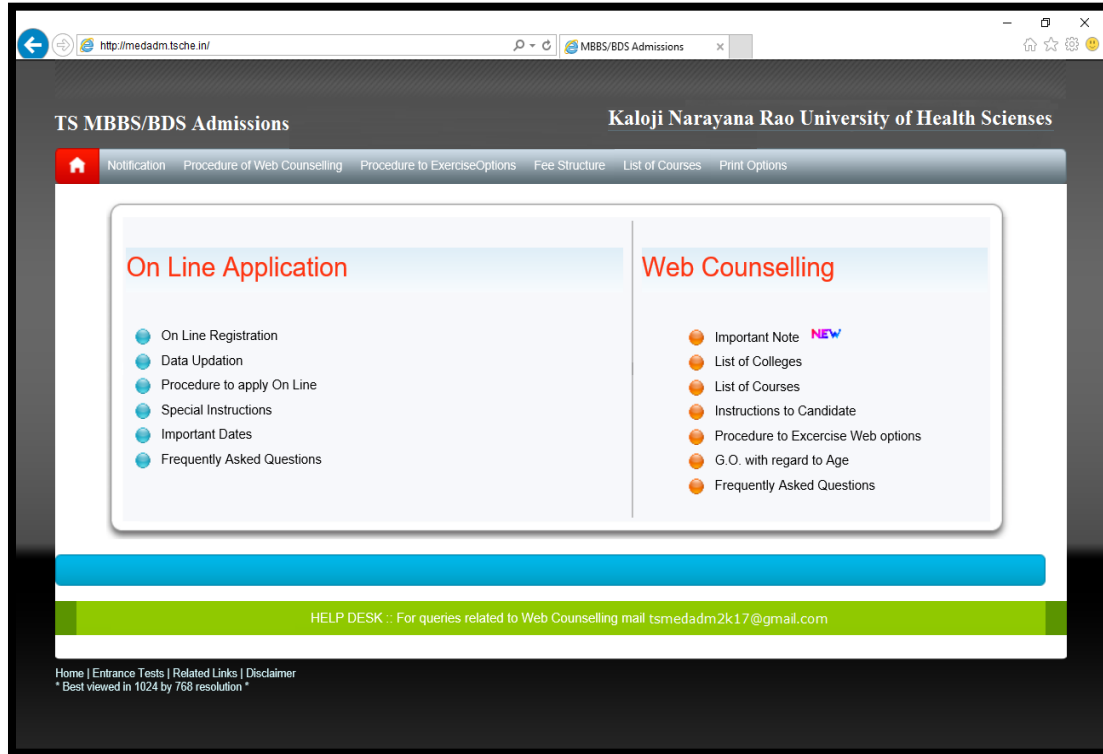 http://medadm.tsche.in/
MBBS/BDS Admissions
TS MBBS/BDS Admissions
Kaloji Narayana Rao University of Health Scienses
Notification Procedure of Web Counselling Procedure to ExerciseOptions Fee Structure List of Courses Print Options
On Line Application
On Line Registration
Data Updation
Procedure to apply On Line
Special Instructions
Important Dates
Frequently Asked Questions
Web Counselling
Important Note NEW
List of Colleges
List of Courses
Instructions to Candidate
Procedure to Excercise Web options
G.O. with regard to Age
Frequently Asked Questions
HELP DESK :: For queries related to Web Counselling mail tsmedadm2k17@gmail.com
Home | Entrance Tests | Related Links | Disclaimer
* Best viewed in 1024 by 768 resolution *